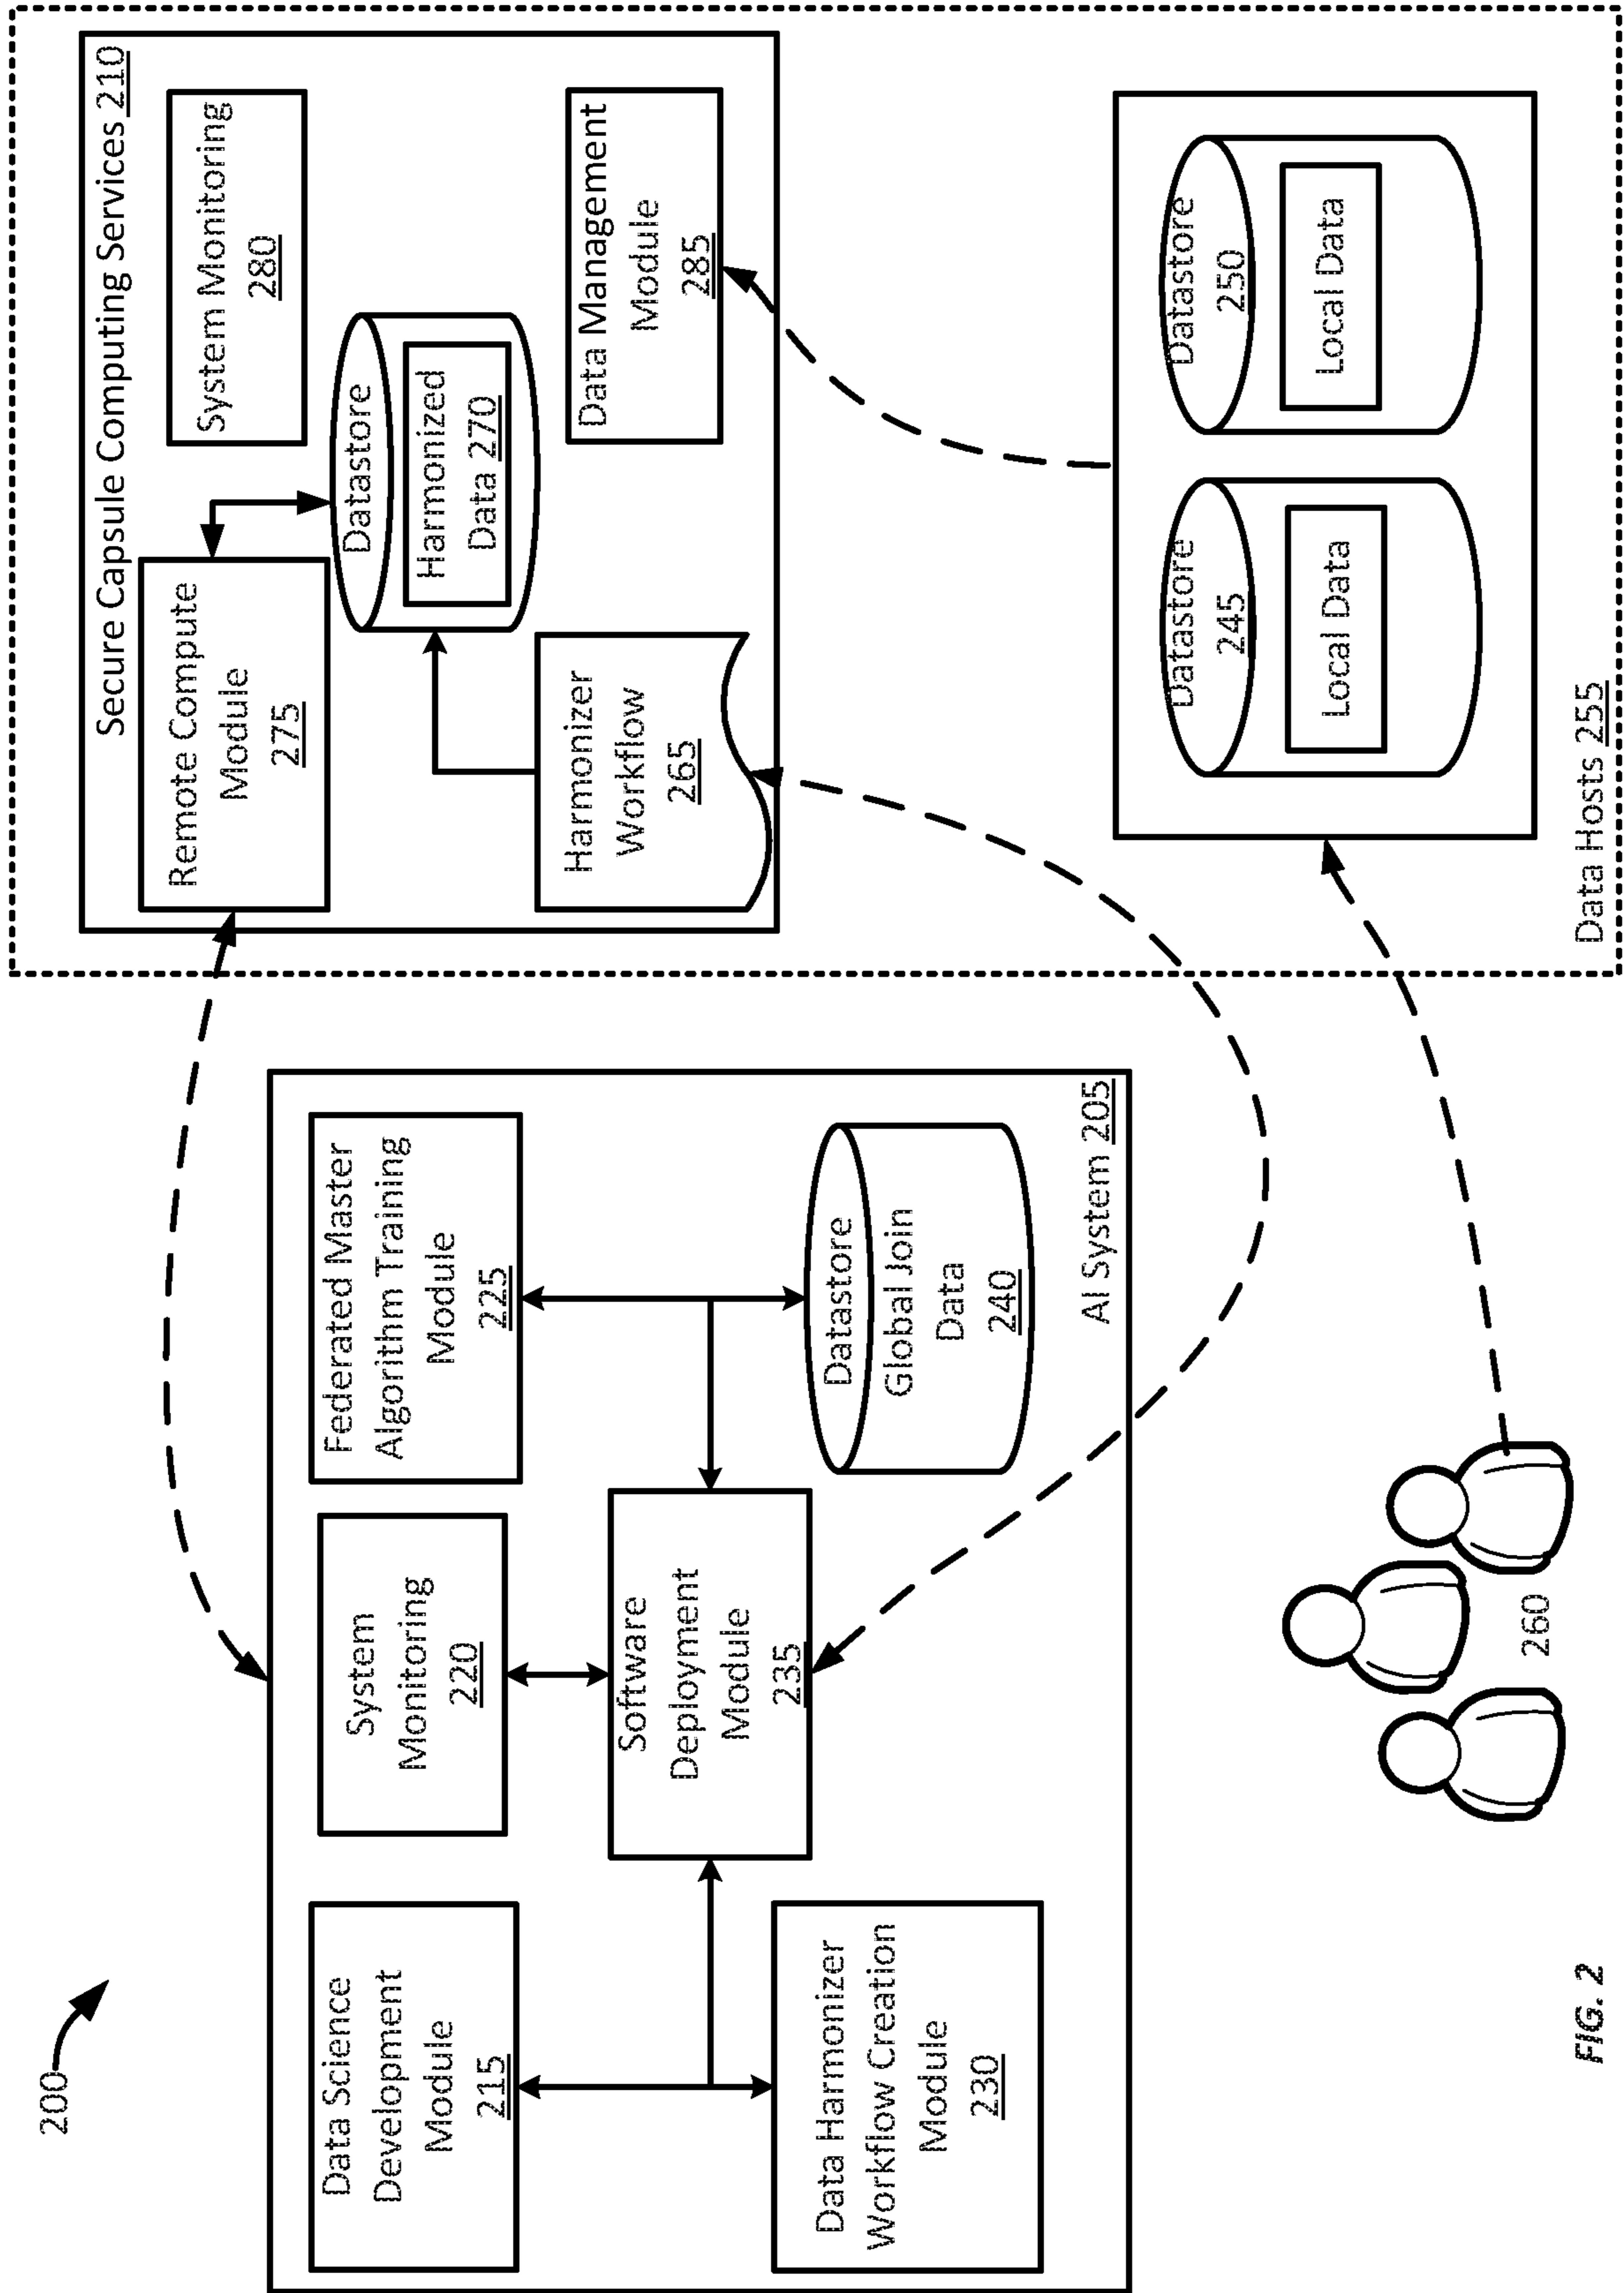 200
Data Science
Development
Module
215
System
Monitoring
220
Federated Master
Algorithm Training
Module
225
Data Harmonizer
Workflow Creation
Module
230
Software
Deployment
Module
235
Datastore
Global Join
Data
240
AI System 205
Secure Capsule Computing Services 210
Remote Compute
Module
275
System Monitoring
280
Datastore
Harmonized
Data 270
Harmonizer
Workflow
265
Data Management
Module
285
Datastore
245
Local Data
Datastore
250
Local Data
Data Hosts 255
260
FIG. 2